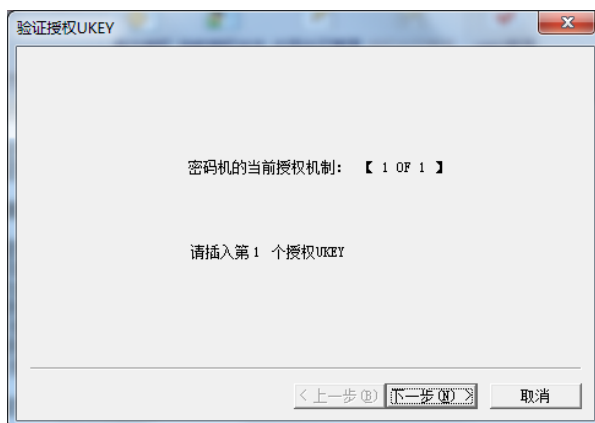 验证授权UKEY
密码机的当前授权机制： 【 1 OF 1 】
请插入第 1 个授权UKEY
< 上一步(B) 下一步(N) > 取消